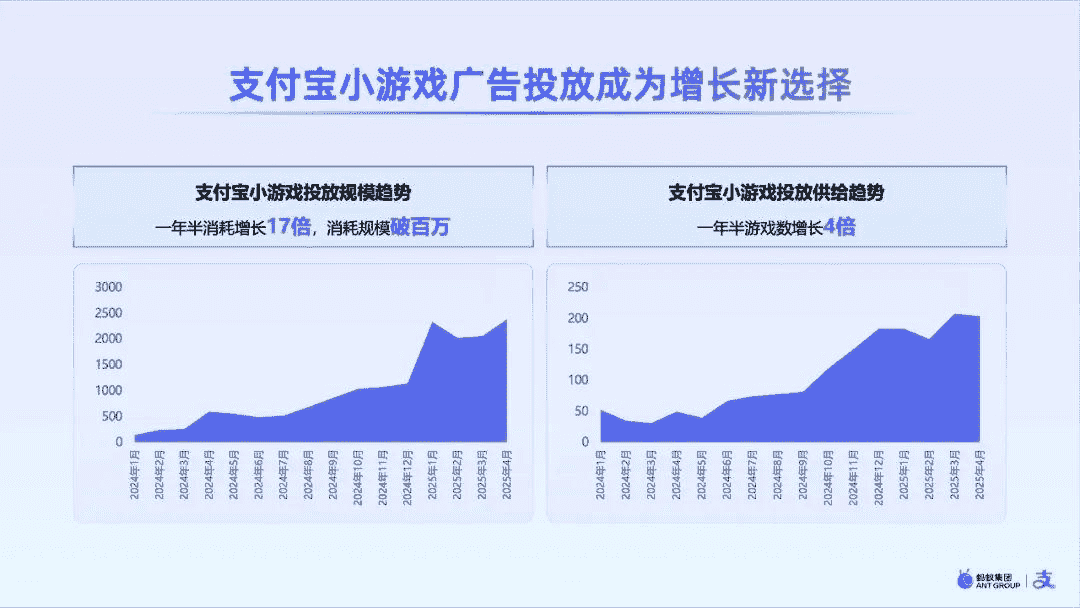 支付宝小游戏广告投放成为增长新选择
支付宝小游戏投放规模趋势
一年半消耗增长17倍，消耗规模破百万
3000
2500
2000
1500
1000
500
0
2024年1月
2024年2月
2024年3月
2024年4月
2024年5月
2024年6月
2024年7月
2024年8月
2024年9月
2024年10月
2024年11月
2024年12月
2025年1月
2025年2月
2025年3月
2025年4月
支付宝小游戏投放供给趋势
一年半游戏数增长4倍
250
200
150
100
50
0
2024年1月
2024年2月
2024年3月
2024年4月
2024年5月
2024年6月
2024年7月
2024年8月
2024年9月
2024年10月
2024年11月
2024年12月
2025年1月
2025年2月
2025年3月
2025年4月
蚂蚁集团
ANT GROUP
支